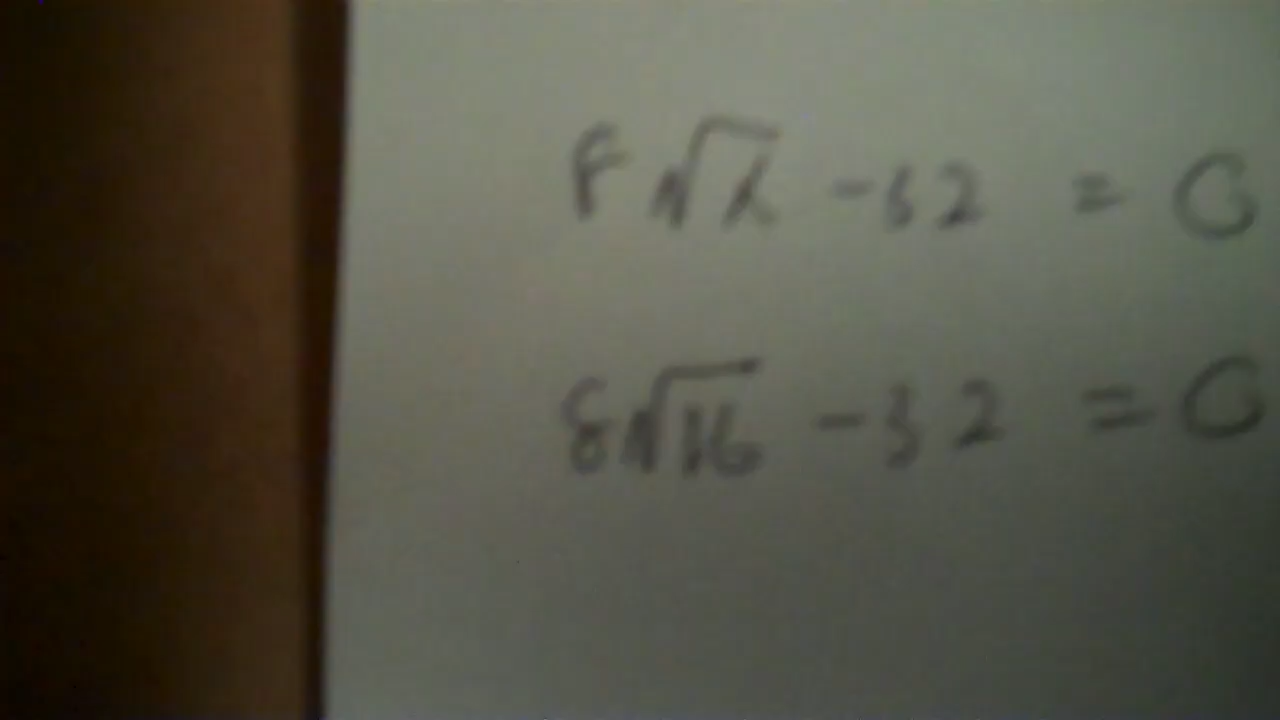 8√x - 32 = 0
8√16 - 32 = 0